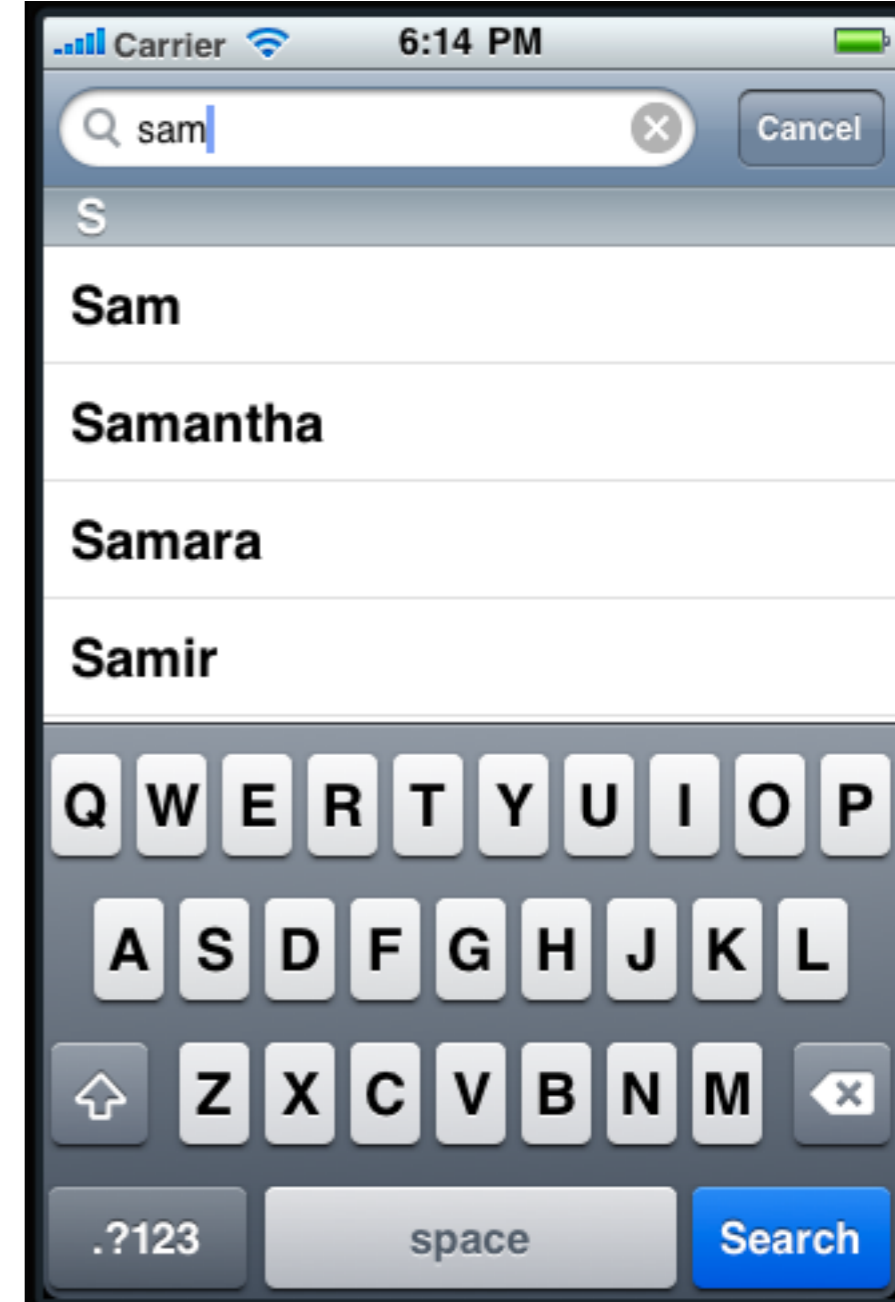 Carrier 6:14 PM
sam Cancel
S
Sam
Samantha
Samara
Samir
Q W E R T Y U I O P
A S D F G H J K L
Z X C V B N M
.?123 space Search